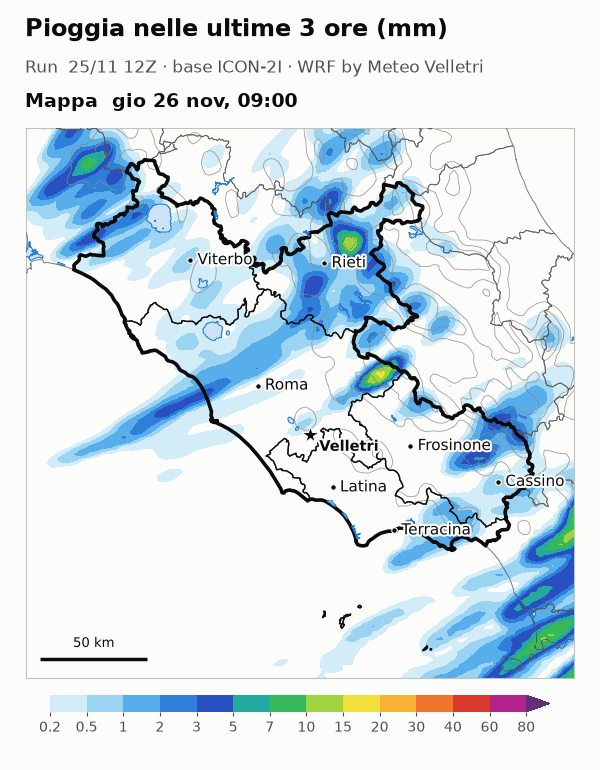 Pioggia nelle ultime 3 ore (mm)
Run  25/11 12Z · base ICON-2I · WRF by Meteo Velletri
Mappa  gio 26 nov, 09:00
Viterbo
Rieti
Roma
Velletri
Frosinone
Cassino
Latina
Terracina
50 km
0.2 0.5 1 2 3 5 7 10 15 20 30 40 60 80